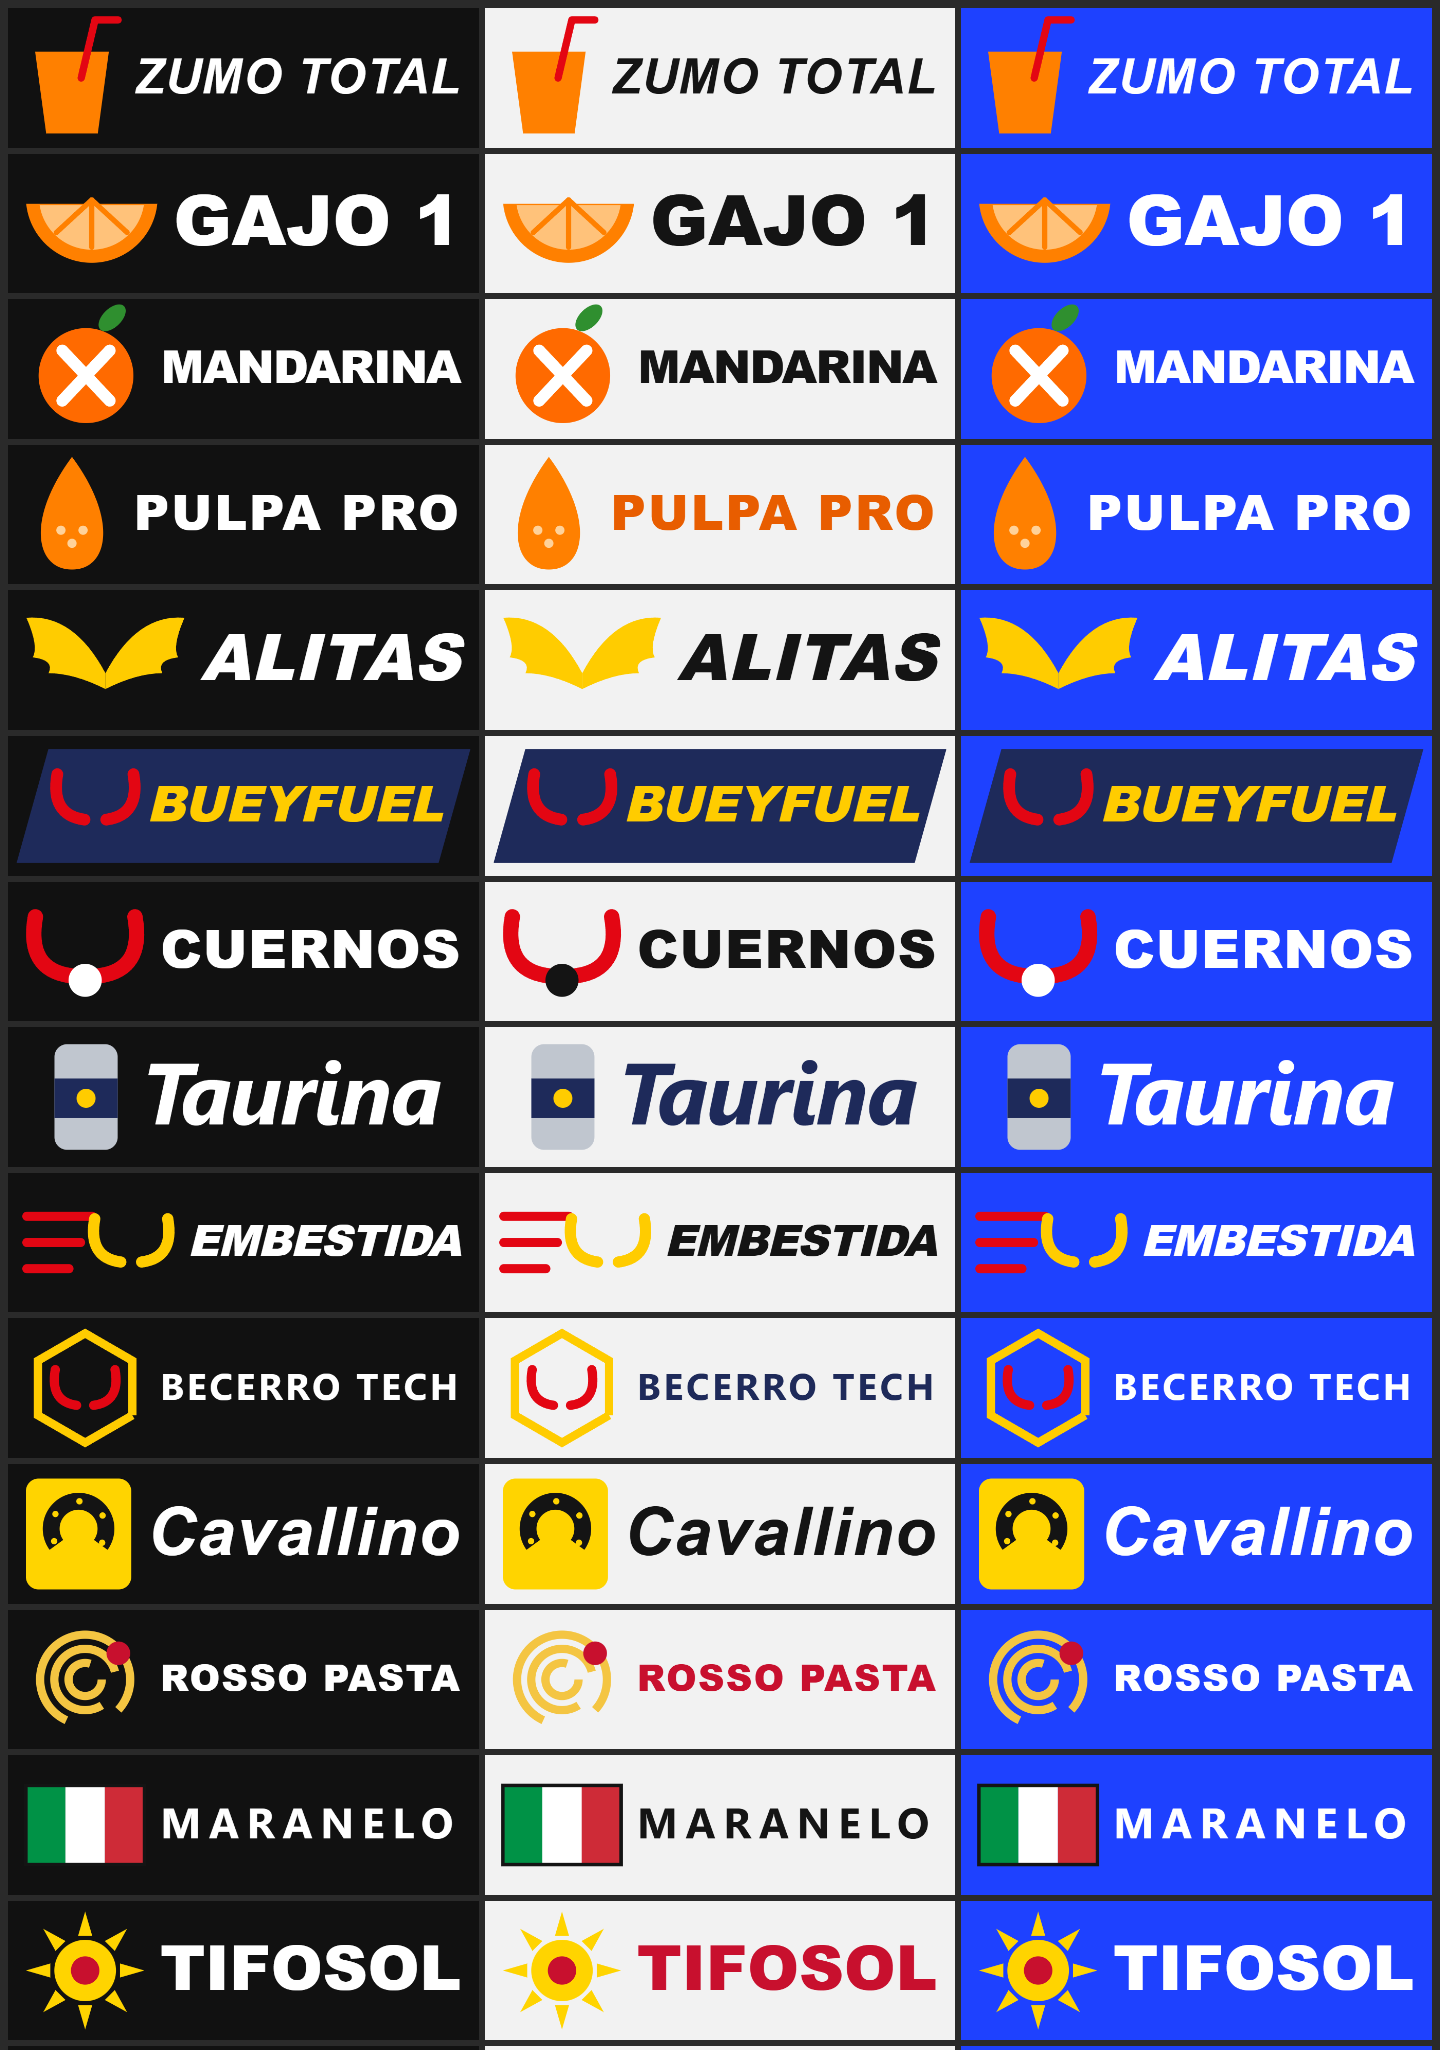 ZUMO TOTAL ZUMO TOTAL ZUMO TOTAL
GAJO 1 GAJO 1 GAJO 1
MANDARINA MANDARINA MANDARINA
PULPA PRO PULPA PRO PULPA PRO
ALITAS ALITAS ALITAS
BUEYFUEL BUEYFUEL BUEYFUEL
CUERNOS CUERNOS CUERNOS
Taurina Taurina Taurina
EMBESTIDA EMBESTIDA EMBESTIDA
BECERRO TECH BECERRO TECH BECERRO TECH
Cavallino Cavallino Cavallino
ROSSO PASTA ROSSO PASTA ROSSO PASTA
MARANELO MARANELO MARANELO
TIFOSOL TIFOSOL TIFOSOL